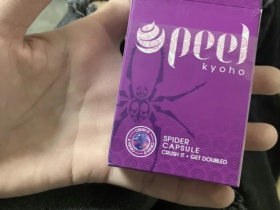 peel
kyoho
SPIDER
CAPSULE
CRUSH IT + GET DOUBLED